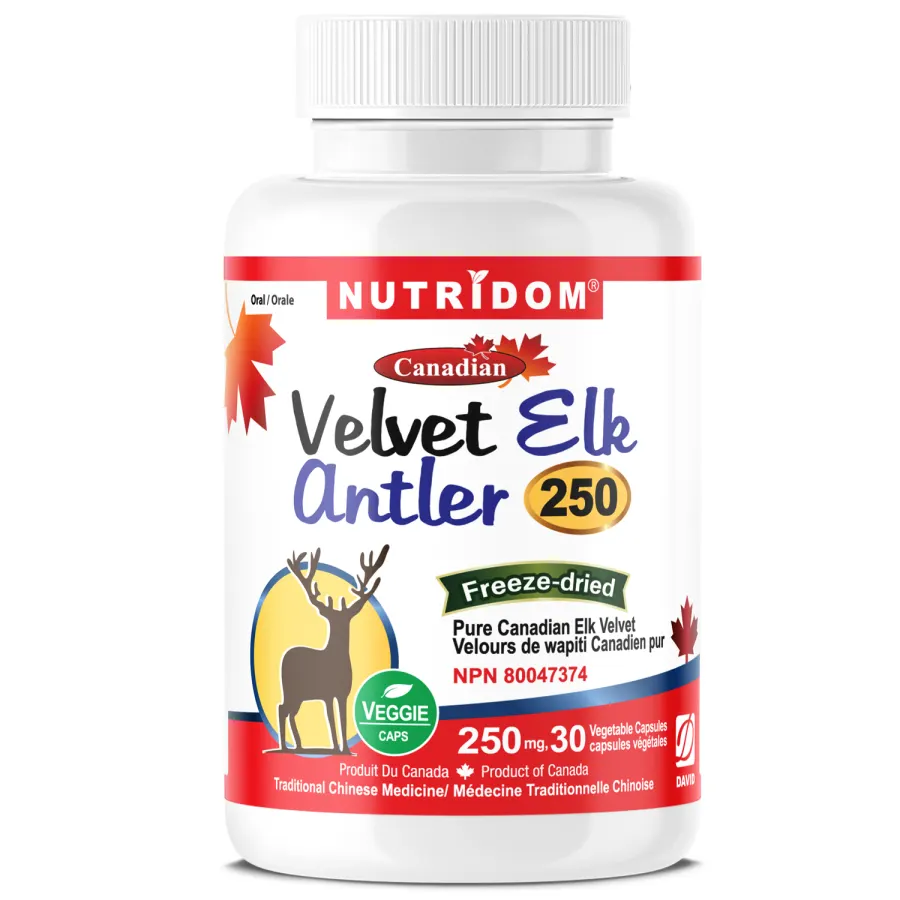 NUTRIDOM®
Oral / Orale
Canadian
Velvet Elk
Antler 250
Freeze-dried
Pure Canadian Elk Velvet
Velours de wapiti Canadien pur
NPN 80047374
VEGGIE
CAPS
250 mg, 30 Vegetable Capsules
capsules végétales
DAVID
Produit Du Canada Product of Canada
Traditional Chinese Medicine/ Médecine Traditionnelle Chinoise